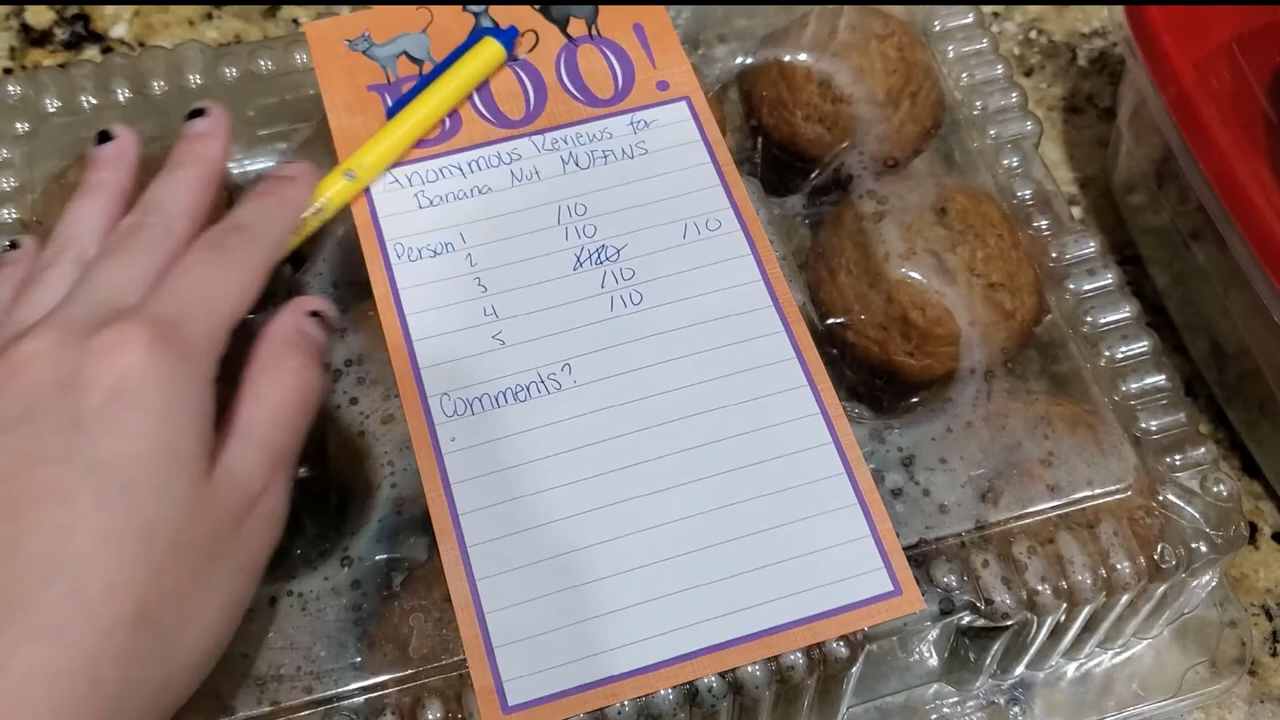 BOO!
Anonymous Reviews for
Banana Nut MUFFINS
Person 1 /10
2 /10
3 /10
4 /10
5 /10
Comments?